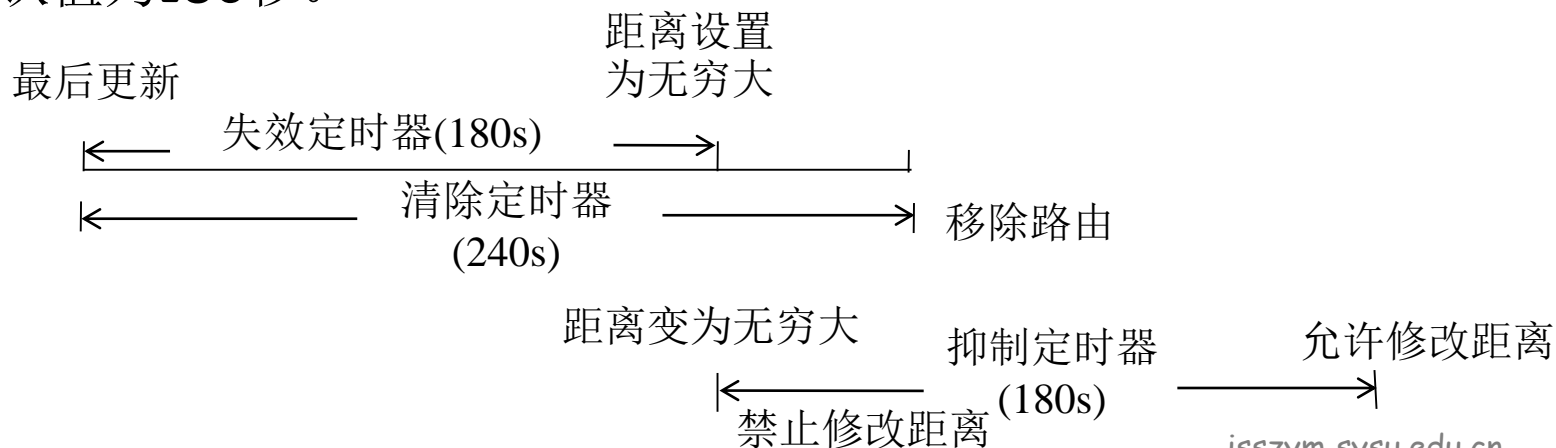 距离设置
为无穷大
最后更新
失效定时器(180s)
清除定时器
(240s)
移除路由
距离变为无穷大
抑制定时器
(180s)
允许修改距离
禁止修改距离